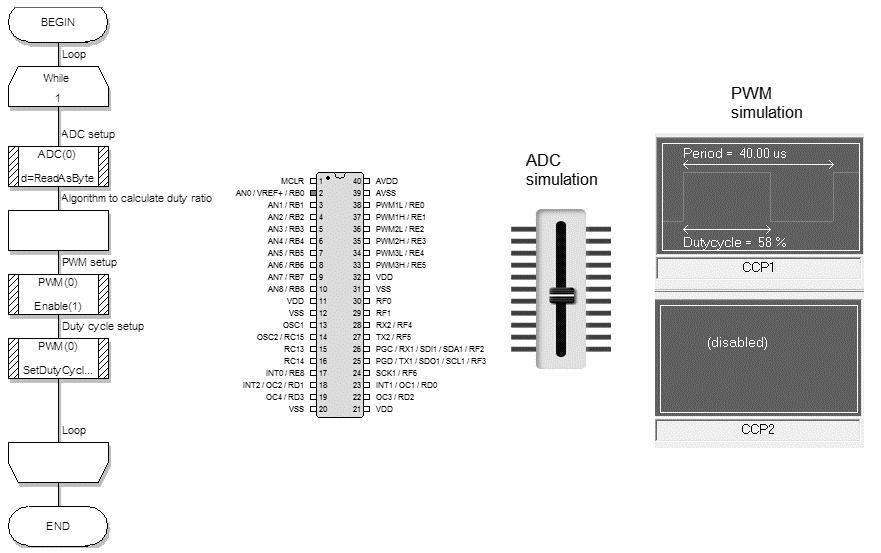 BEGIN
Loop
While
1
ADC setup
ADC(0)
d=ReadAsByte
Algorithm to calculate duty ratio
PWM setup
PWM(0)
Enable(1)
Duty cycle setup
PWM(0)
SetDutyCycl...
Loop
END
MCLR 1 40 AVDD
AN0 / VREF+ / RB0 2 39 AVSS
AN1 / RB1 3 38 PWM1L / RE0
AN2 / RB2 4 37 PWM1H / RE1
AN3 / RB3 5 36 PWM2L / RE2
AN4 / RB4 6 35 PWM2H / RE3
AN5 / RB5 7 34 PWM3L / RE4
AN6 / RB6 8 33 PWM3H / RE5
AN7 / RB7 9 32 VDD
AN8 / RB8 10 31 VSS
VDD 11 30 RF0
VSS 12 29 RF1
OSC1 13 28 RX2 / RF4
OSC2 / RC15 14 27 TX2 / RF5
RC13 15 26 PGC / RX1 / SDI1 / SDA1 / RF2
RC14 16 25 PGD / TX1 / SDO1 / SCL1 / RF3
INT0 / RE8 17 24 SCK1 / RF6
INT2 / OC2 / RD1 18 23 INT1 / OC1 / RD0
OC4 / RD3 19 22 OC3 / RD2
VSS 20 21 VDD
ADC
simulation
PWM
simulation
Period = 40.00 us
Dutycycle = 58 %
CCP1
(disabled)
CCP2